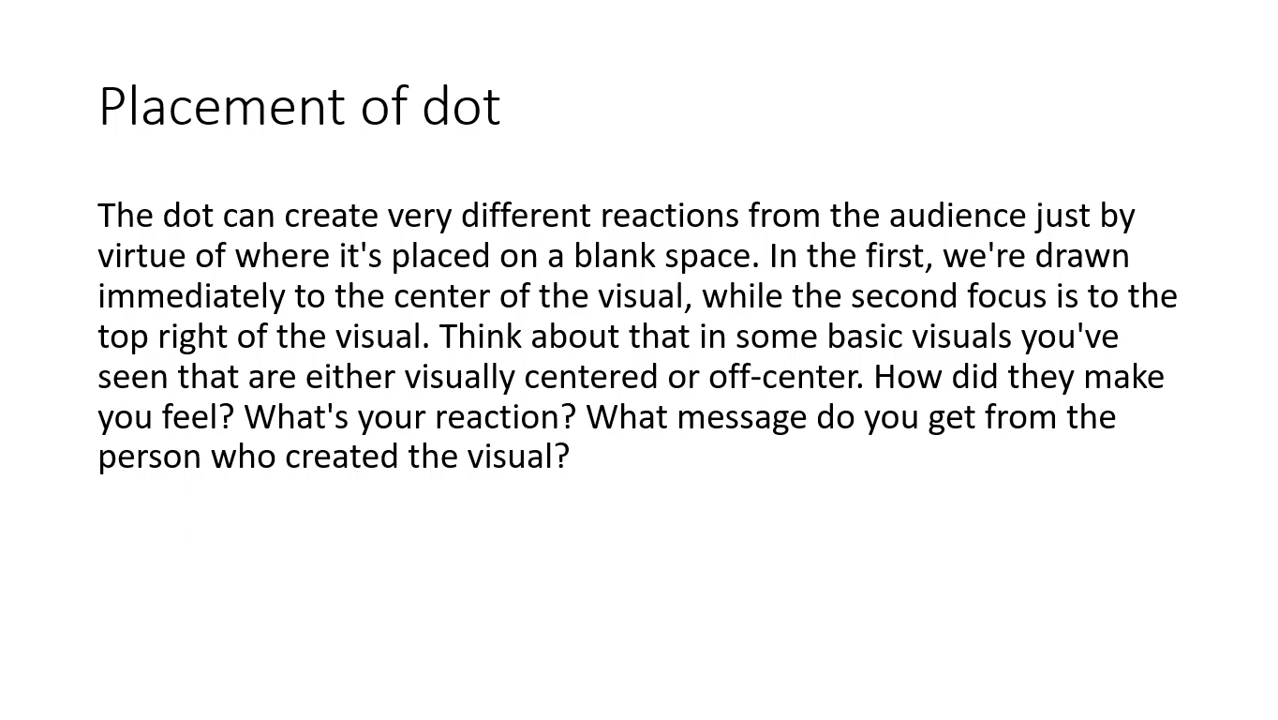 Placement of dot
The dot can create very different reactions from the audience just by
virtue of where it's placed on a blank space. In the first, we're drawn
immediately to the center of the visual, while the second focus is to the
top right of the visual. Think about that in some basic visuals you've
seen that are either visually centered or off-center. How did they make
you feel? What's your reaction? What message do you get from the
person who created the visual?